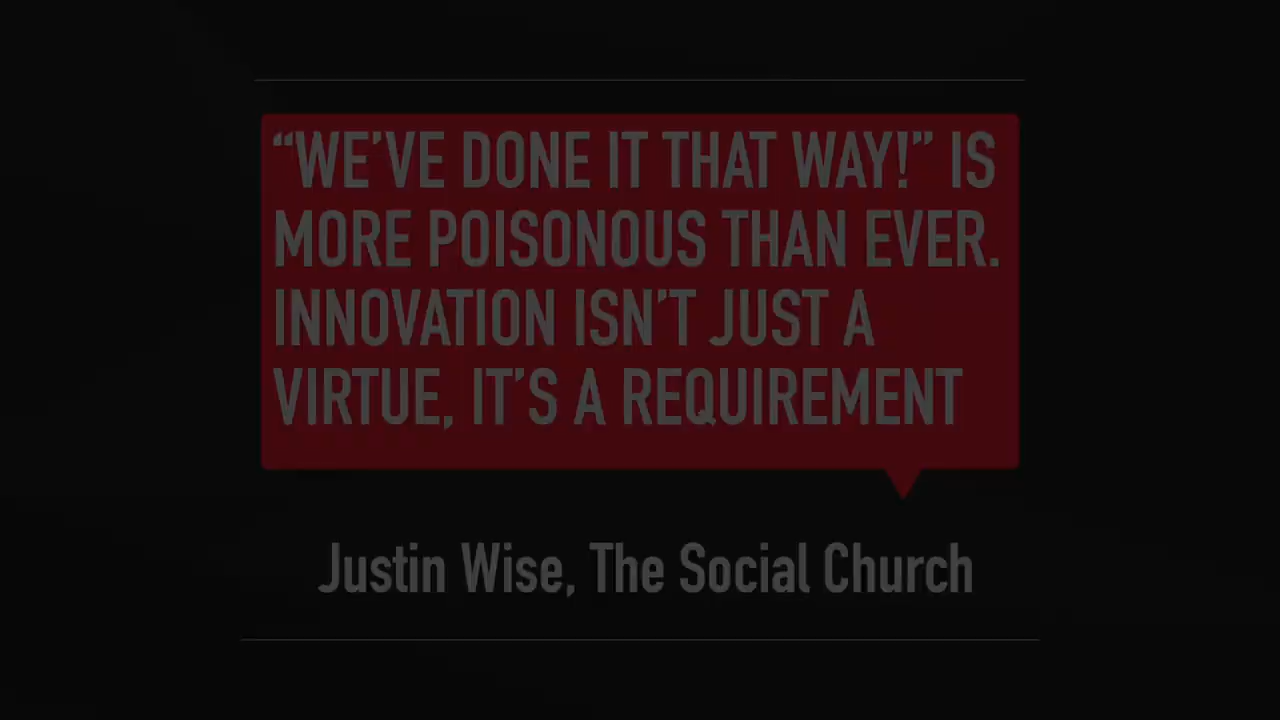 “WE’VE DONE IT THAT WAY!” IS
MORE POISONOUS THAN EVER.
INNOVATION ISN’T JUST A
VIRTUE, IT’S A REQUIREMENT
Justin Wise, The Social Church